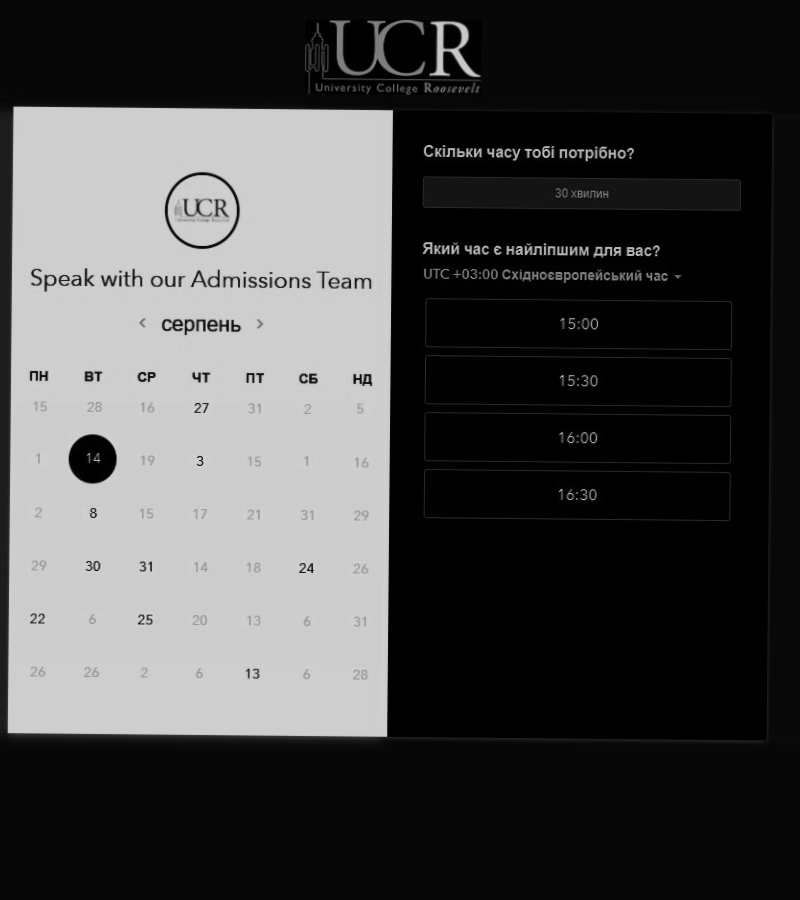 UCR
University College Roosevelt
UCR
Speak with our Admissions Team
‹ серпень ›
ПН ВТ СР ЧТ ПТ СБ НД
15 28 16 27 31 2 5
1 14 19 3 15 1 16
2 8 15 17 21 31 29
29 30 31 14 18 24 26
22 6 25 20 13 6 31
26 26 2 6 13 6 28
Скільки часу тобі потрібно?
30 хвилин
Який час є найліпшим для вас?
UTC +03:00 Східноєвропейський час
15:00
15:30
16:00
16:30